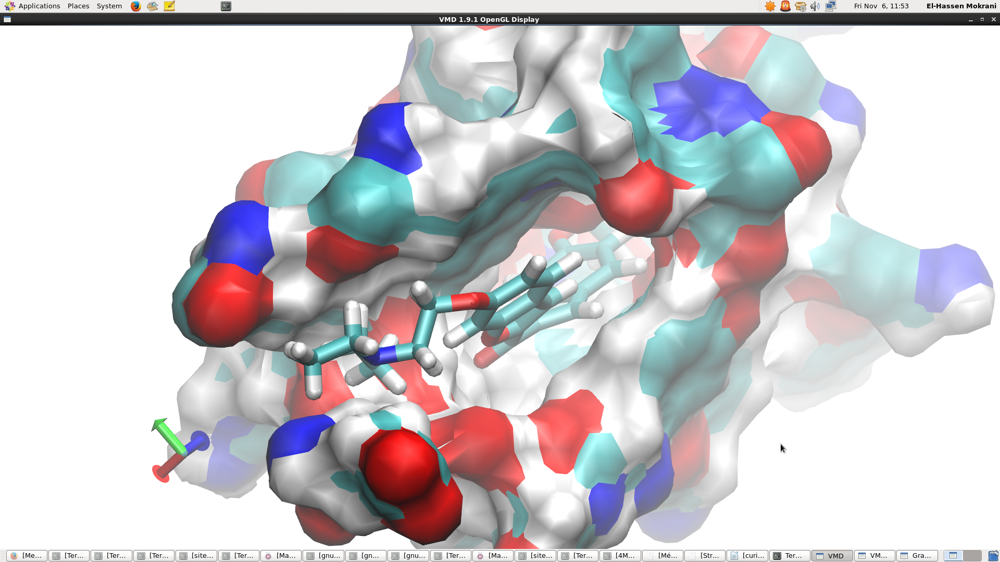 Applications Places System Fri Nov 6, 11:53 El-Hassen Mokrani
VMD 1.9.1 OpenGL Display
[Me... [Ter... [Ter... [Ter... [site... [Ter... [Ma... [gnu... [gn... [gnu... [Ter... [Ma... [site... [Ter... [4M... [Mé... [Str... [curi... Ter... VMD VM... Gra...